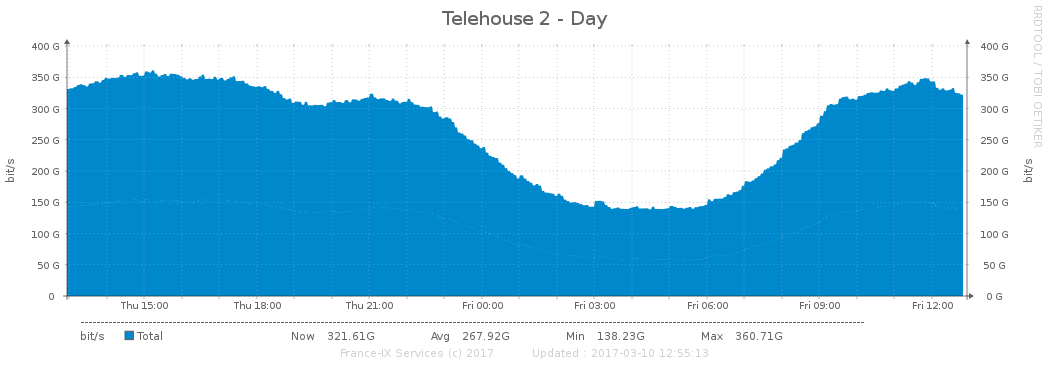 Telehouse 2 - Day
RRDTOOL / TOBI OETIKER
400 G 400 G
350 G 350 G
300 G 300 G
250 G 250 G
200 G 200 G
150 G 150 G
100 G 100 G
50 G 50 G
0 0 G
bit/s bit/s
Thu 15:00 Thu 18:00 Thu 21:00 Fri 00:00 Fri 03:00 Fri 06:00 Fri 09:00 Fri 12:00
bit/s Total Now 321.61G Avg 267.92G Min 138.23G Max 360.71G
France-IX Services (c) 2017 Updated : 2017-03-10 12:55:13